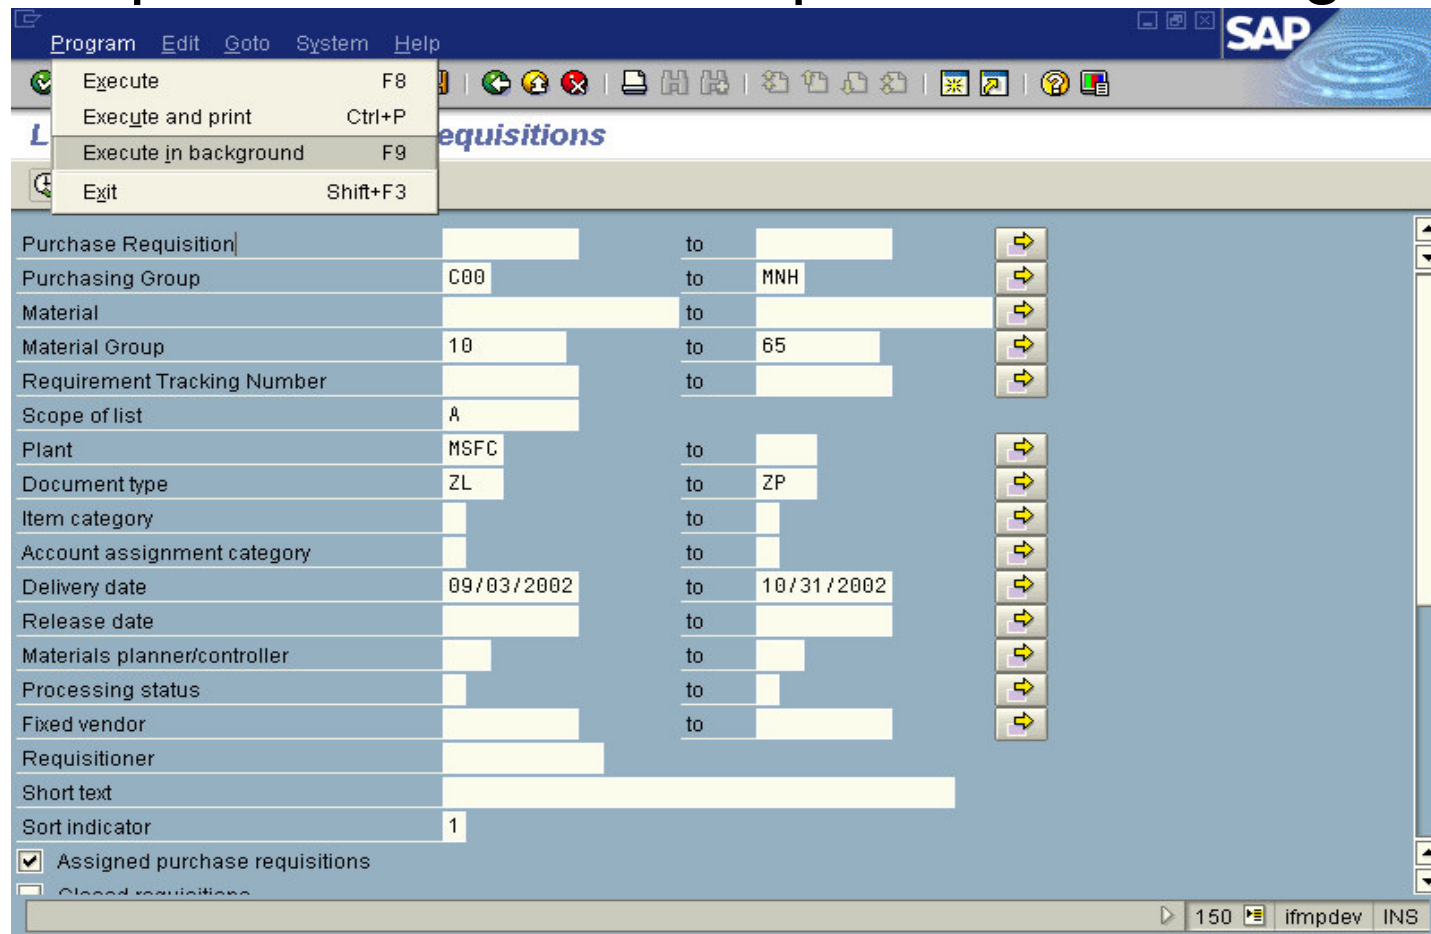 Program Edit Goto System Help
SAP
Execute F8
Execute and print Ctrl+P
Execute in background F9
Exit Shift+F3
L equisitions
Purchase Requisition to
Purchasing Group C00 to MNH
Material to
Material Group 10 to 65
Requirement Tracking Number to
Scope of list A
Plant MSFC to
Document type ZL to ZP
Item category to
Account assignment category to
Delivery date 09/03/2002 to 10/31/2002
Release date to
Materials planner/controller to
Processing status to
Fixed vendor to
Requisitioner
Short text
Sort indicator 1
Assigned purchase requisitions
Closed requisitions
150 ifmpdev INS